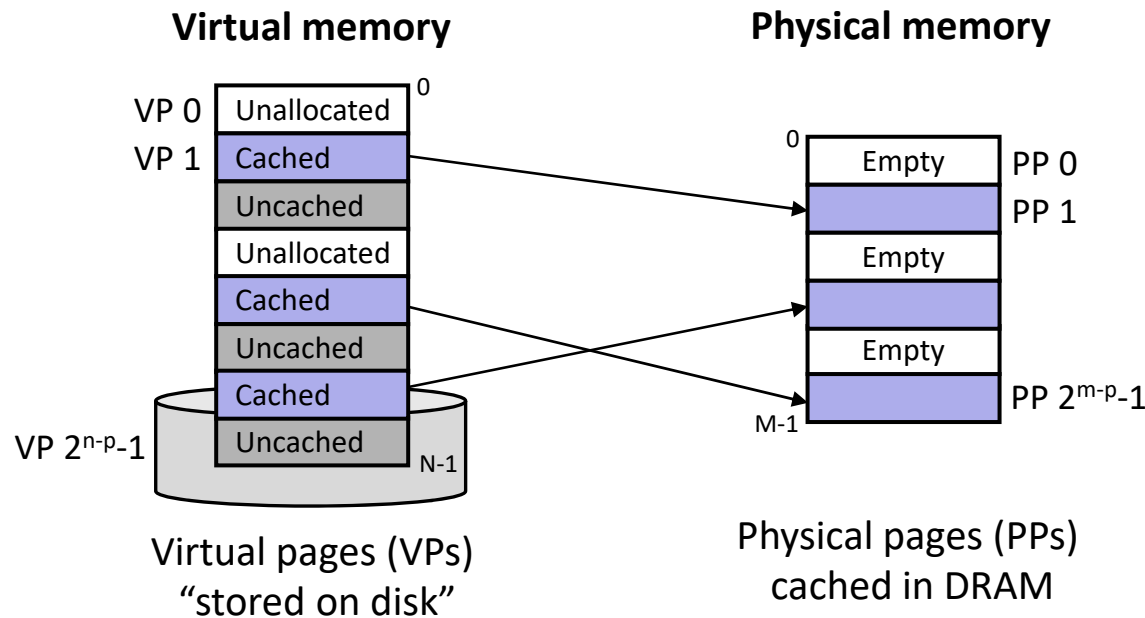 Virtual memory
Physical memory
0
VP 0
Unallocated
VP 1
Cached
Uncached
Unallocated
Cached
Uncached
Cached
Uncached
VP 2ⁿ⁻ᵖ-1
N-1
0
Empty
PP 0
PP 1
Empty
Empty
PP 2ᵐ⁻ᵖ-1
M-1
Virtual pages (VPs)
“stored on disk”
Physical pages (PPs)
cached in DRAM